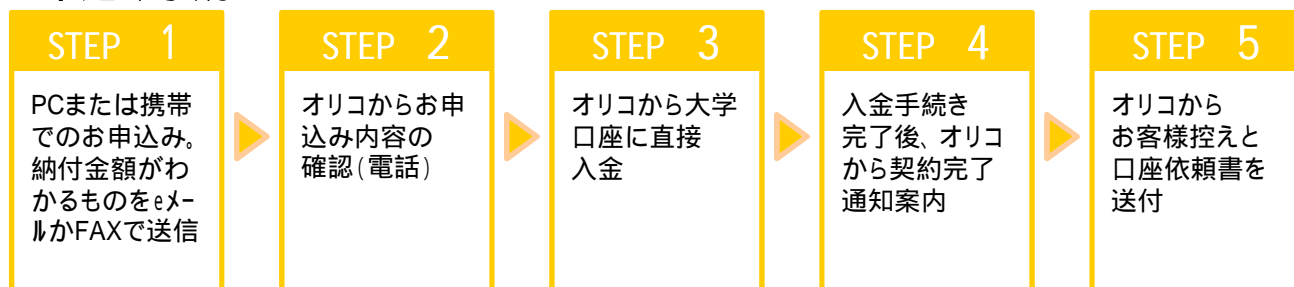 STEP 1
PCまたは携帯
でのお申込み。
納付金額がわ
かるものをeメー
ルかFAXで送信
STEP 2
オリコからお申
込み内容の
確認(電話)
STEP 3
オリコから大学
口座に直接
入金
STEP 4
入金手続き
完了後、オリコ
から契約完了
通知案内
STEP 5
オリコから
お客様控えと
口座依頼書を
送付